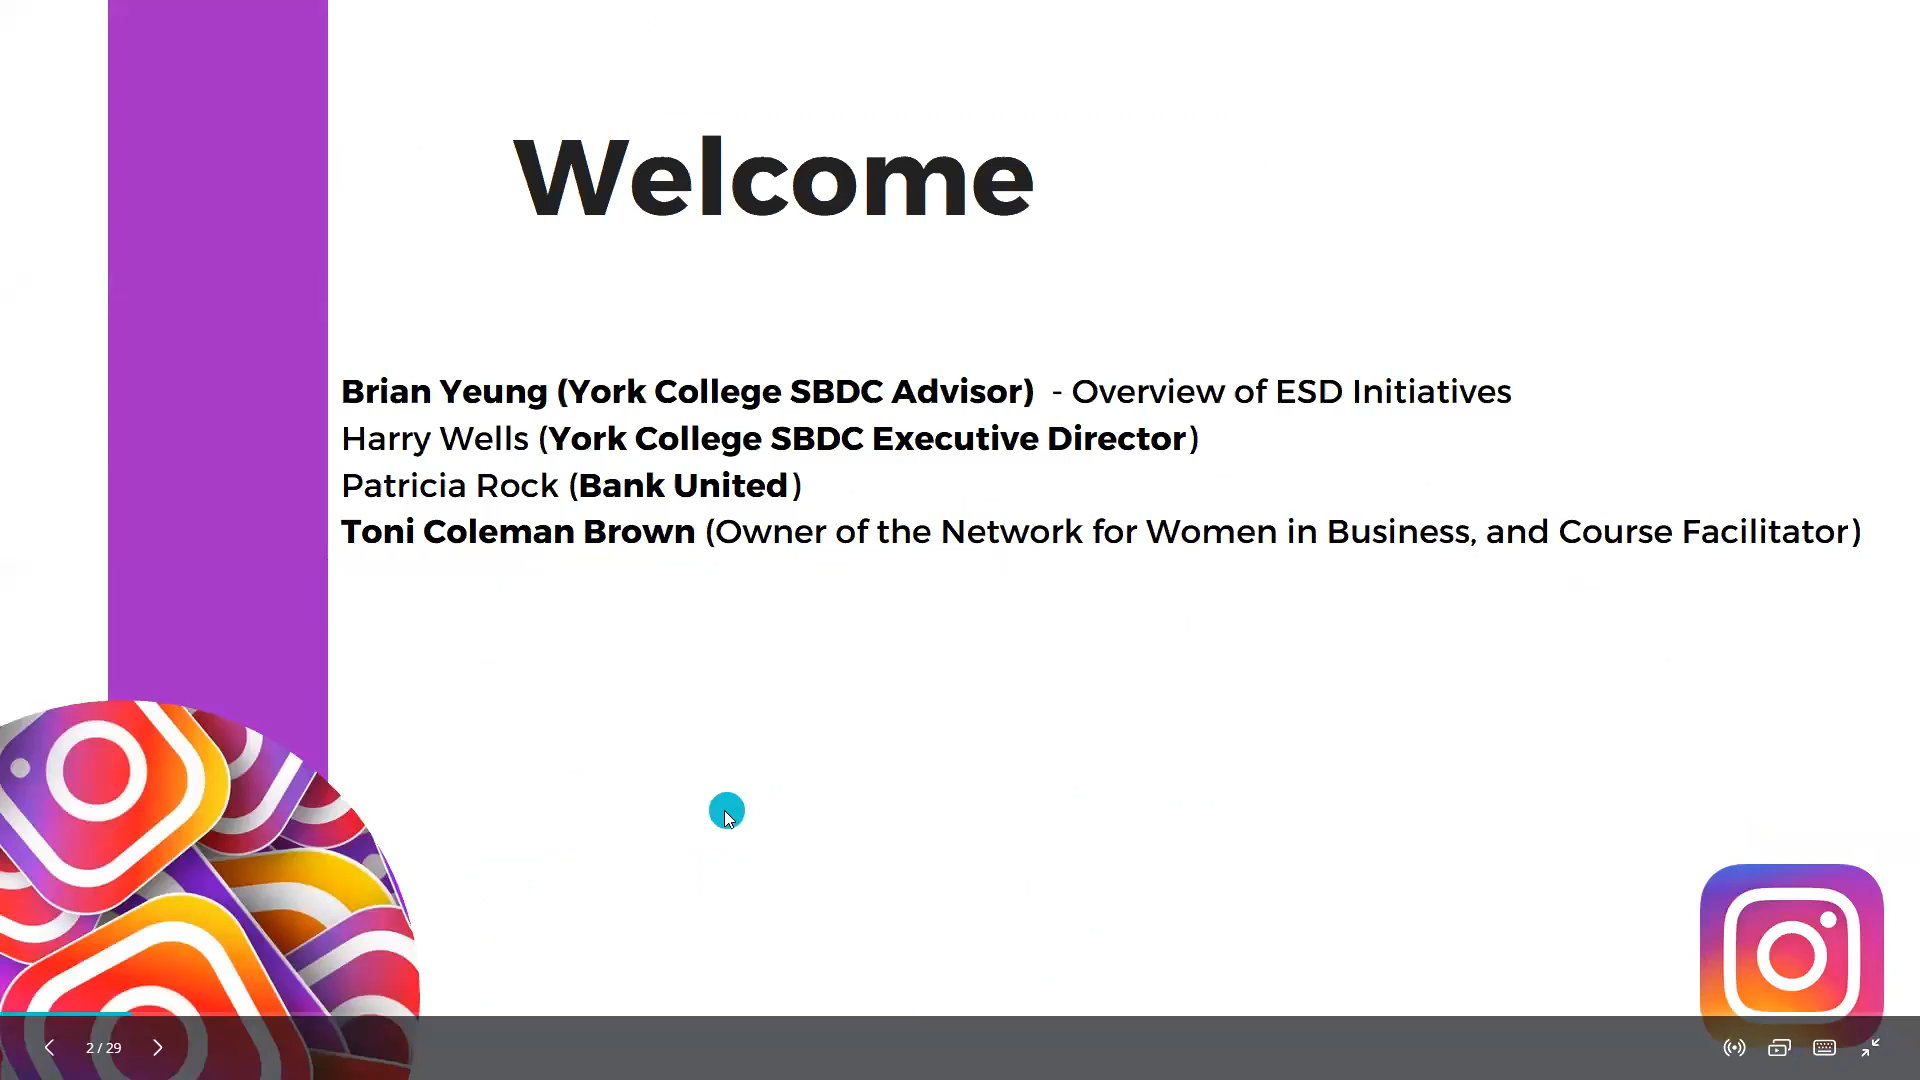 Welcome
Brian Yeung (York College SBDC Advisor)  - Overview of ESD Initiatives
Harry Wells (York College SBDC Executive Director)
Patricia Rock (Bank United)
Toni Coleman Brown (Owner of the Network for Women in Business, and Course Facilitator)
2 / 29